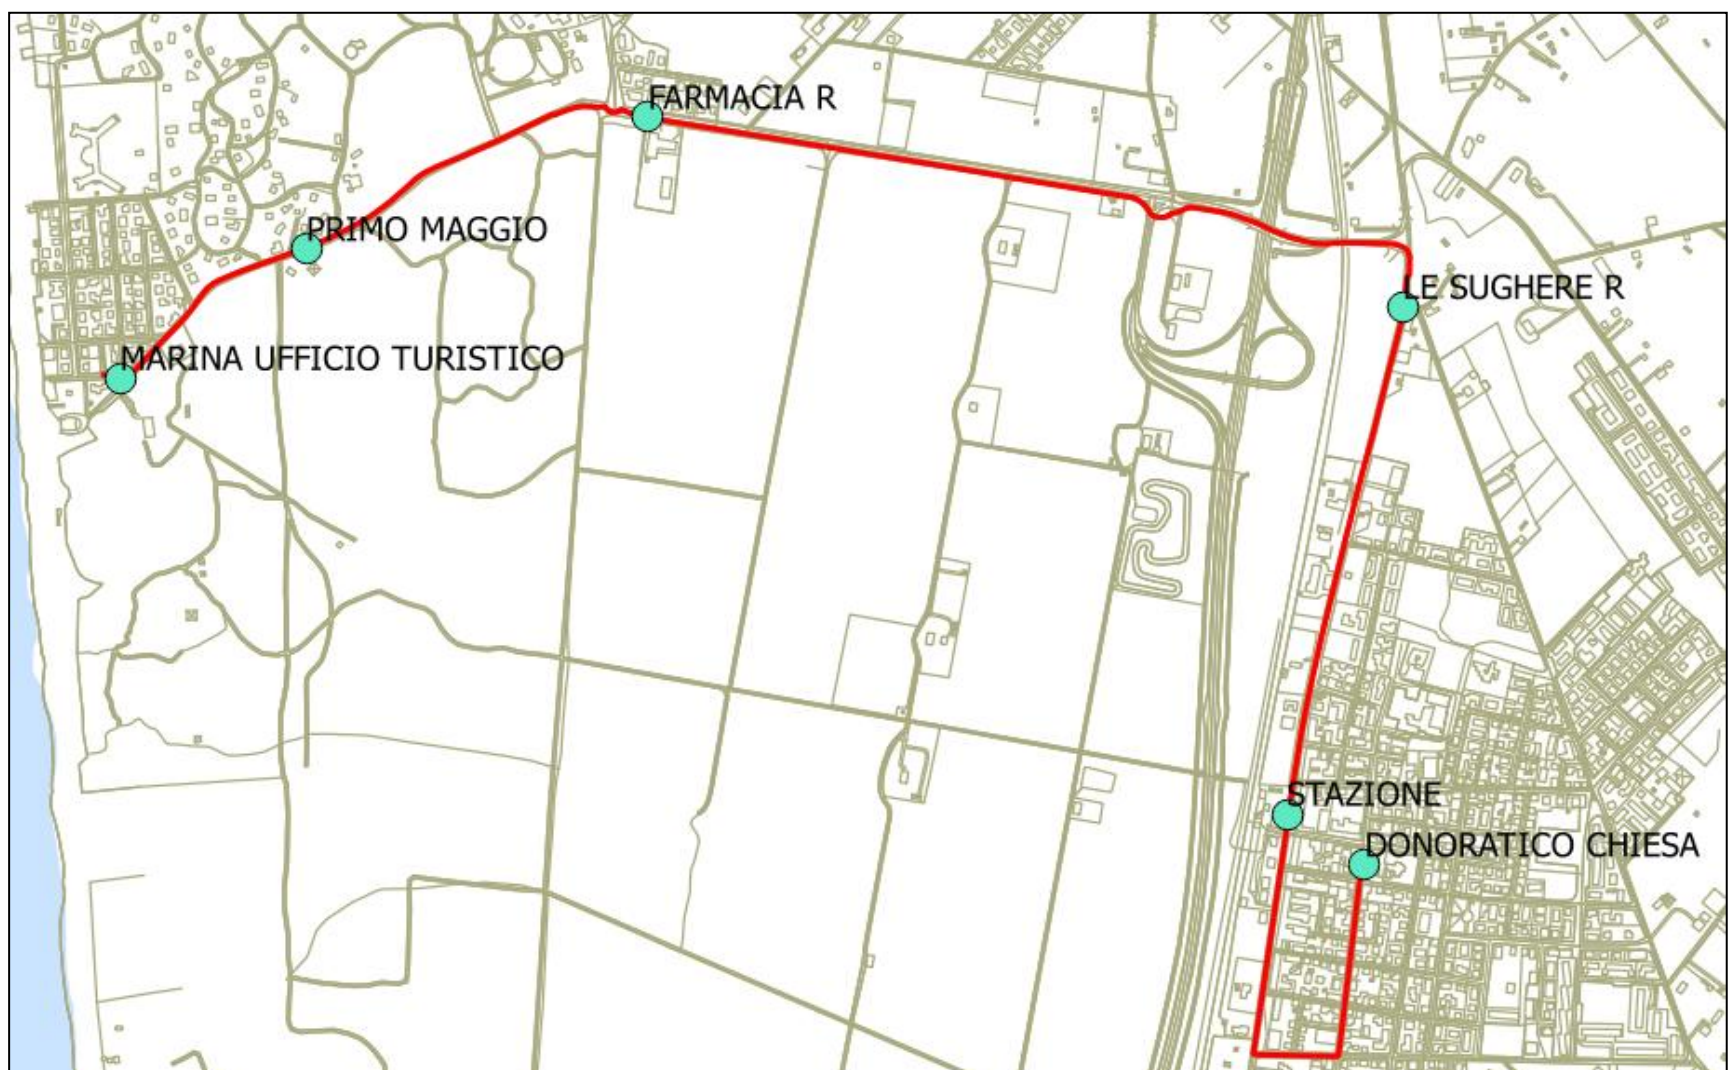 FARMACIA R
PRIMO MAGGIO
LE SUGHERE R
MARINA UFFICIO TURISTICO
STAZIONE
DONORATICO CHIESA